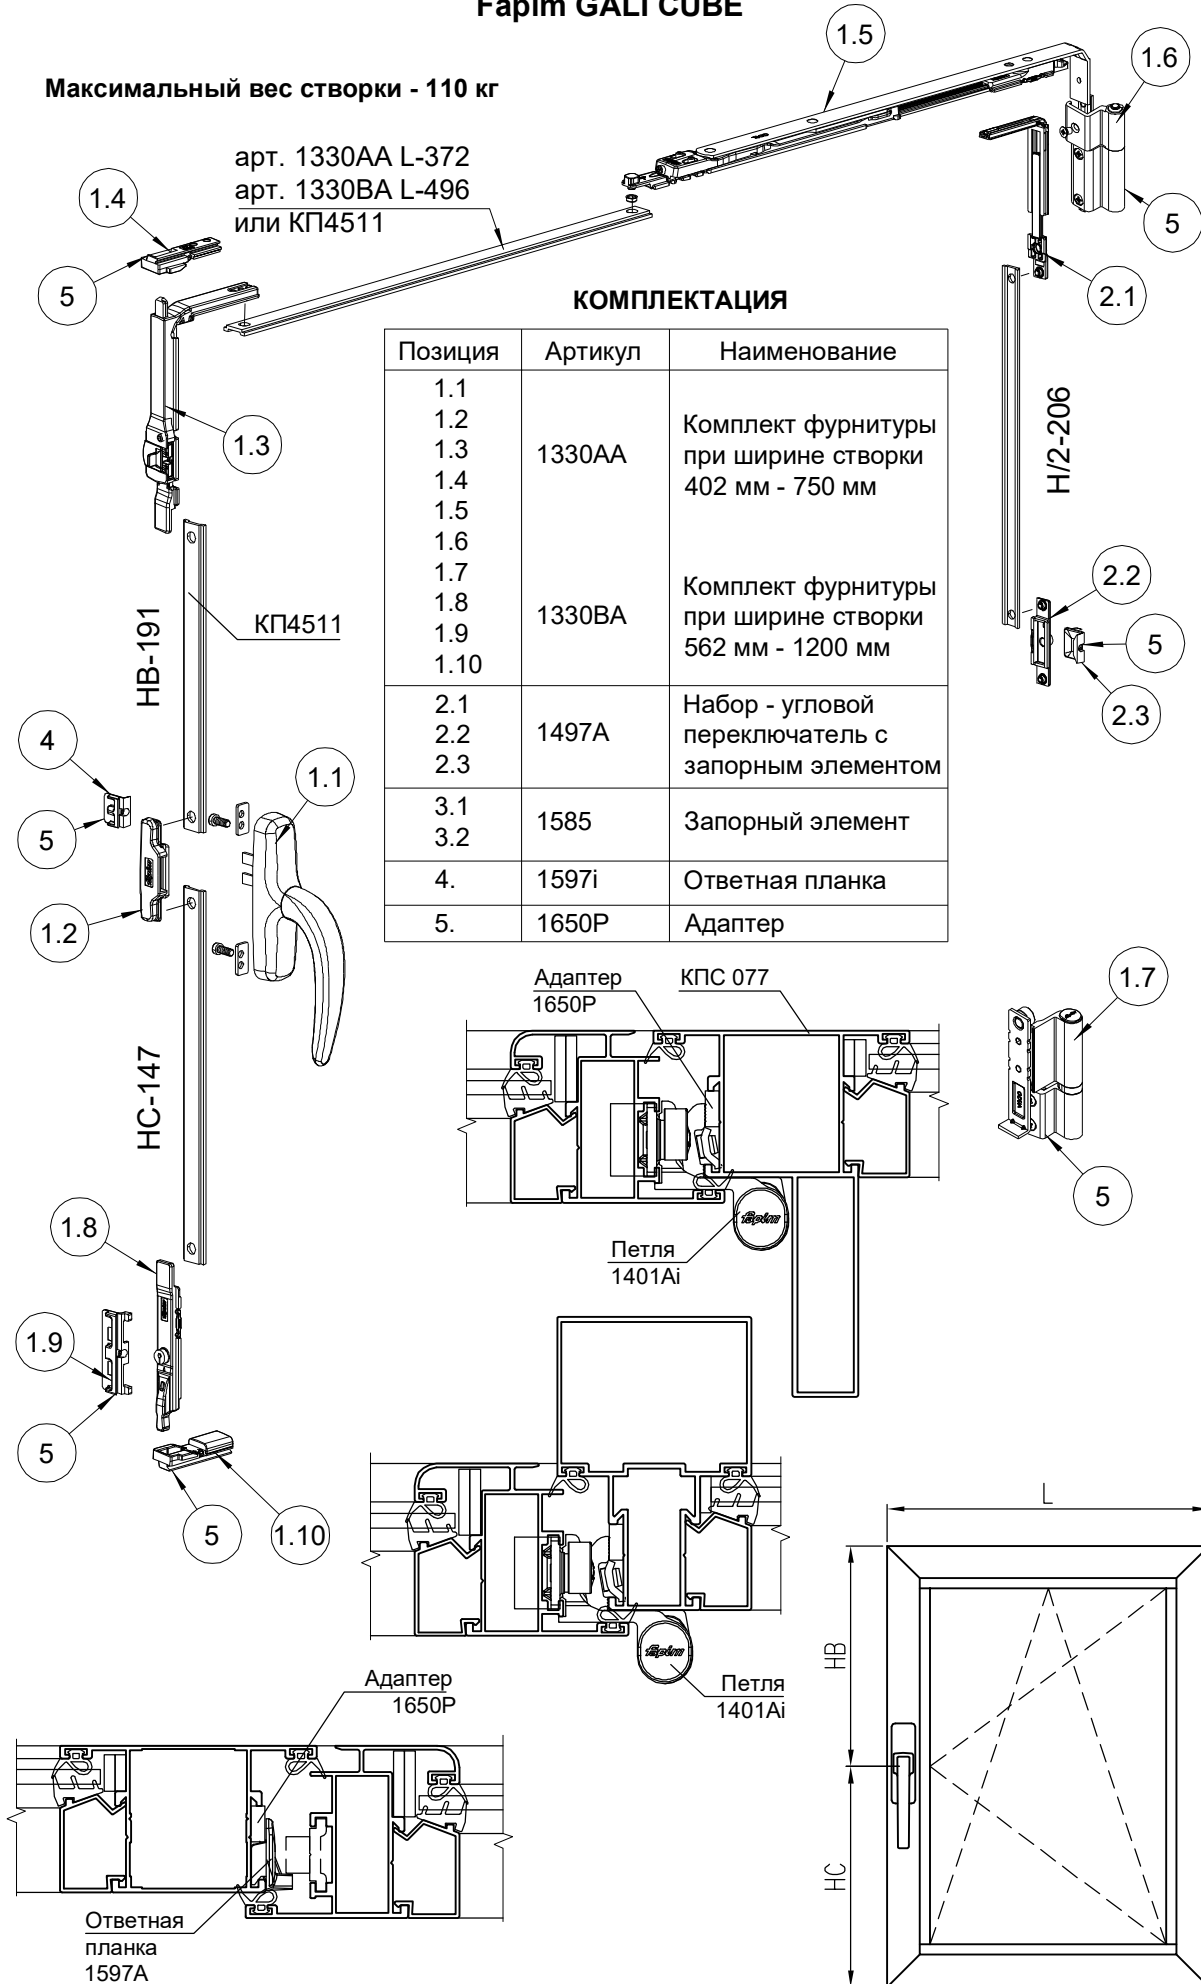 Fapim GALI CUBE
Максимальный вес створки - 110 кг
арт. 1330AA L-372
арт. 1330BA L-496
или КП4511
1.5
1.6
1.4
5
5
2.1
1.3
КОМПЛЕКТАЦИЯ
Позиция Артикул Наименование
1.1
1.2
1.3
1.4
1.5
1.6
1.7
1.8
1.9
1.10
1330AA
Комплект фурнитуры
при ширине створки
402 мм - 750 мм
1330BA
Комплект фурнитуры
при ширине створки
562 мм - 1200 мм
2.1
2.2
2.3
1497A
Набор - угловой
переключатель с
запорным элементом
3.1
3.2
1585
Запорный элемент
4. 1597i Ответная планка
5. 1650P Адаптер
H/2-206
2.2
5
2.3
HB-191
КП4511
4
5
1.1
1.2
HC-147
1.8
1.9
5
5
1.10
1.7
5
Адаптер
1650P
КПС 077
fapim
Петля
1401Ai
fapim
Петля
1401Ai
Адаптер
1650P
Ответная
планка
1597A
L
HB
HC